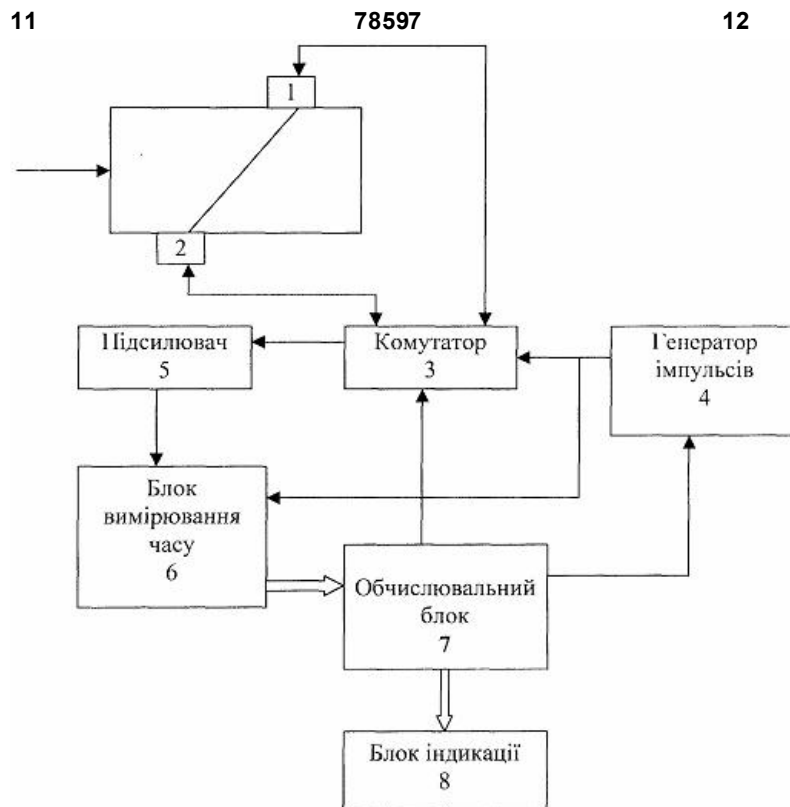 11 78597 12
1
2
Підсилювач
5
Комутатор
3
Генератор
імпульсів
4
Блок
вимірювання
часу
6
Обчислювальний
блок
7
Блок індикації
8